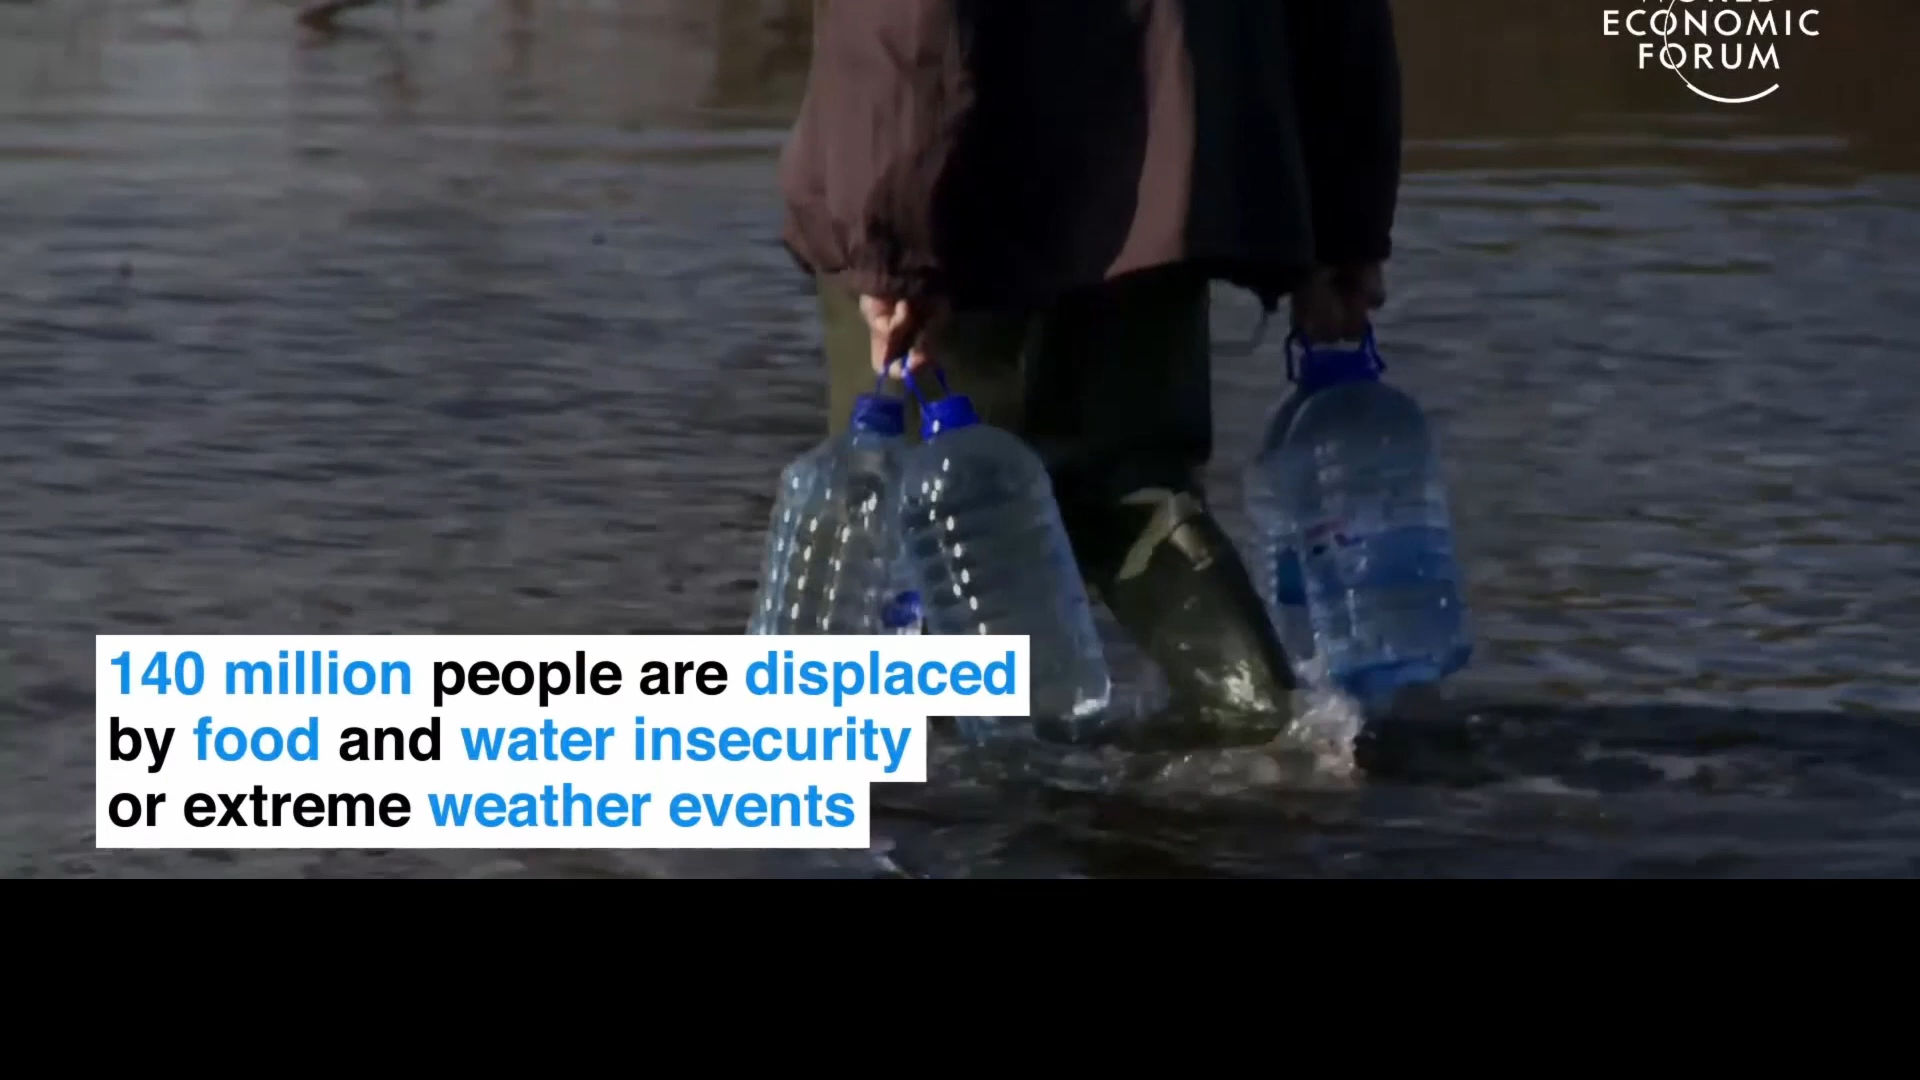 ECONOMIC
FORUM
140 million people are displaced
by food and water insecurity
or extreme weather events